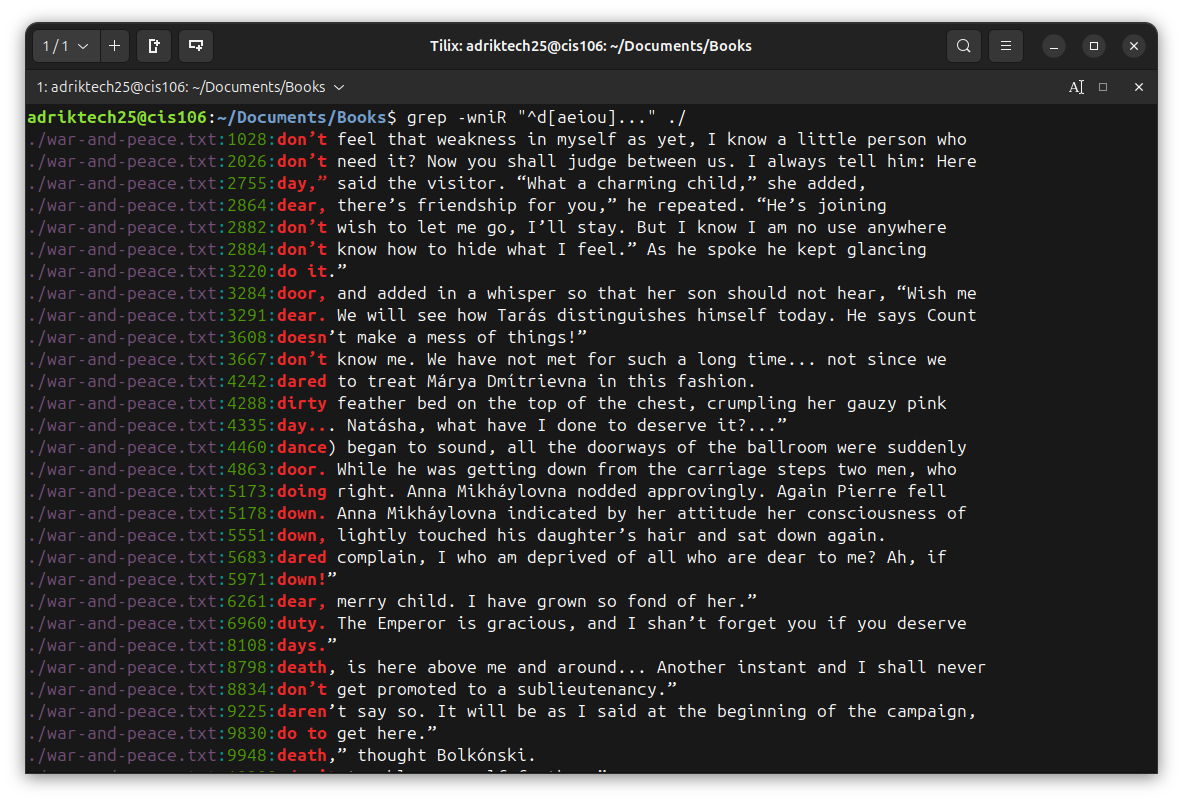 1 / 1
Tilix: adriktech25@cis106: ~/Documents/Books
1: adriktech25@cis106: ~/Documents/Books
adriktech25@cis106:~/Documents/Books$ grep -wniR "^d[aeiou]..." ./
./war-and-peace.txt:1028:don’t feel that weakness in myself as yet, I know a little person who
./war-and-peace.txt:2026:don’t need it? Now you shall judge between us. I always tell him: Here
./war-and-peace.txt:2755:day,” said the visitor. “What a charming child,” she added,
./war-and-peace.txt:2864:dear, there’s friendship for you,” he repeated. “He’s joining
./war-and-peace.txt:2882:don’t wish to let me go, I’ll stay. But I know I am no use anywhere
./war-and-peace.txt:2884:don’t know how to hide what I feel.” As he spoke he kept glancing
./war-and-peace.txt:3220:do it.”
./war-and-peace.txt:3284:door, and added in a whisper so that her son should not hear, “Wish me
./war-and-peace.txt:3291:dear. We will see how Tarás distinguishes himself today. He says Count
./war-and-peace.txt:3608:doesn’t make a mess of things!”
./war-and-peace.txt:3667:don’t know me. We have not met for such a long time... not since we
./war-and-peace.txt:4242:dared to treat Márya Dmítrievna in this fashion.
./war-and-peace.txt:4288:dirty feather bed on the top of the chest, crumpling her gauzy pink
./war-and-peace.txt:4335:day... Natásha, what have I done to deserve it?...”
./war-and-peace.txt:4460:dance) began to sound, all the doorways of the ballroom were suddenly
./war-and-peace.txt:4863:door. While he was getting down from the carriage steps two men, who
./war-and-peace.txt:5173:doing right. Anna Mikháylovna nodded approvingly. Again Pierre fell
./war-and-peace.txt:5178:down. Anna Mikháylovna indicated by her attitude her consciousness of
./war-and-peace.txt:5551:down, lightly touched his daughter’s hair and sat down again.
./war-and-peace.txt:5683:dared complain, I who am deprived of all who are dear to me? Ah, if
./war-and-peace.txt:5971:down!”
./war-and-peace.txt:6261:dear, merry child. I have grown so fond of her.”
./war-and-peace.txt:6960:duty. The Emperor is gracious, and I shan’t forget you if you deserve
./war-and-peace.txt:8108:days.”
./war-and-peace.txt:8798:death, is here above me and around... Another instant and I shall never
./war-and-peace.txt:8834:don’t get promoted to a sublieutenancy.”
./war-and-peace.txt:9225:daren’t say so. It will be as I said at the beginning of the campaign,
./war-and-peace.txt:9830:do to get here.”
./war-and-peace.txt:9948:death,” thought Bolkónski.